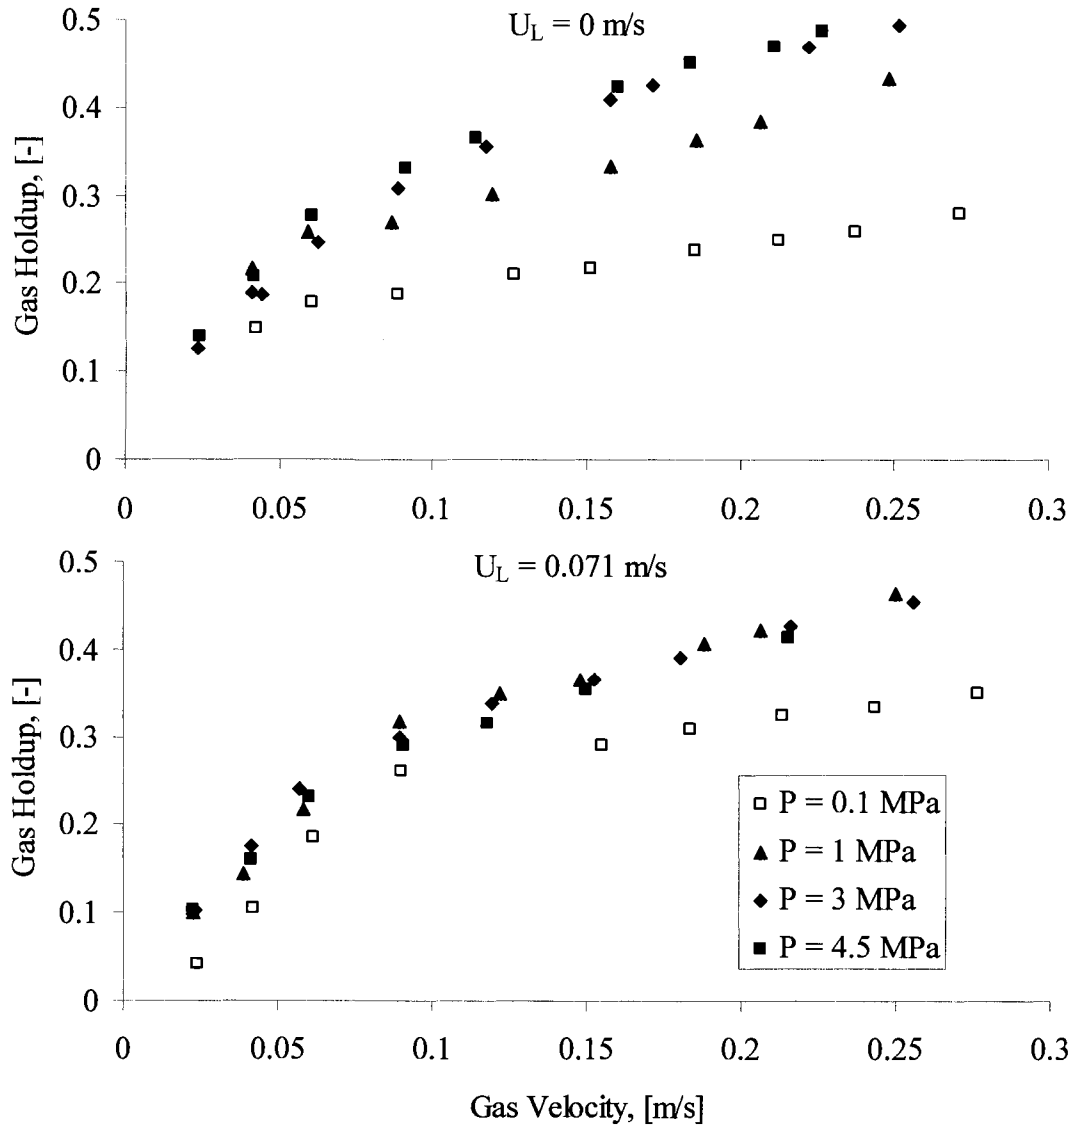 U_L = 0 m/s
0.5
0.4
0.3
0.2
0.1
0
Gas Holdup, [-]
0 0.05 0.1 0.15 0.2 0.25 0.3
U_L = 0.071 m/s
0.5
0.4
0.3
0.2
0.1
0
Gas Holdup, [-]
P = 0.1 MPa
P = 1 MPa
P = 3 MPa
P = 4.5 MPa
0 0.05 0.1 0.15 0.2 0.25 0.3
Gas Velocity, [m/s]